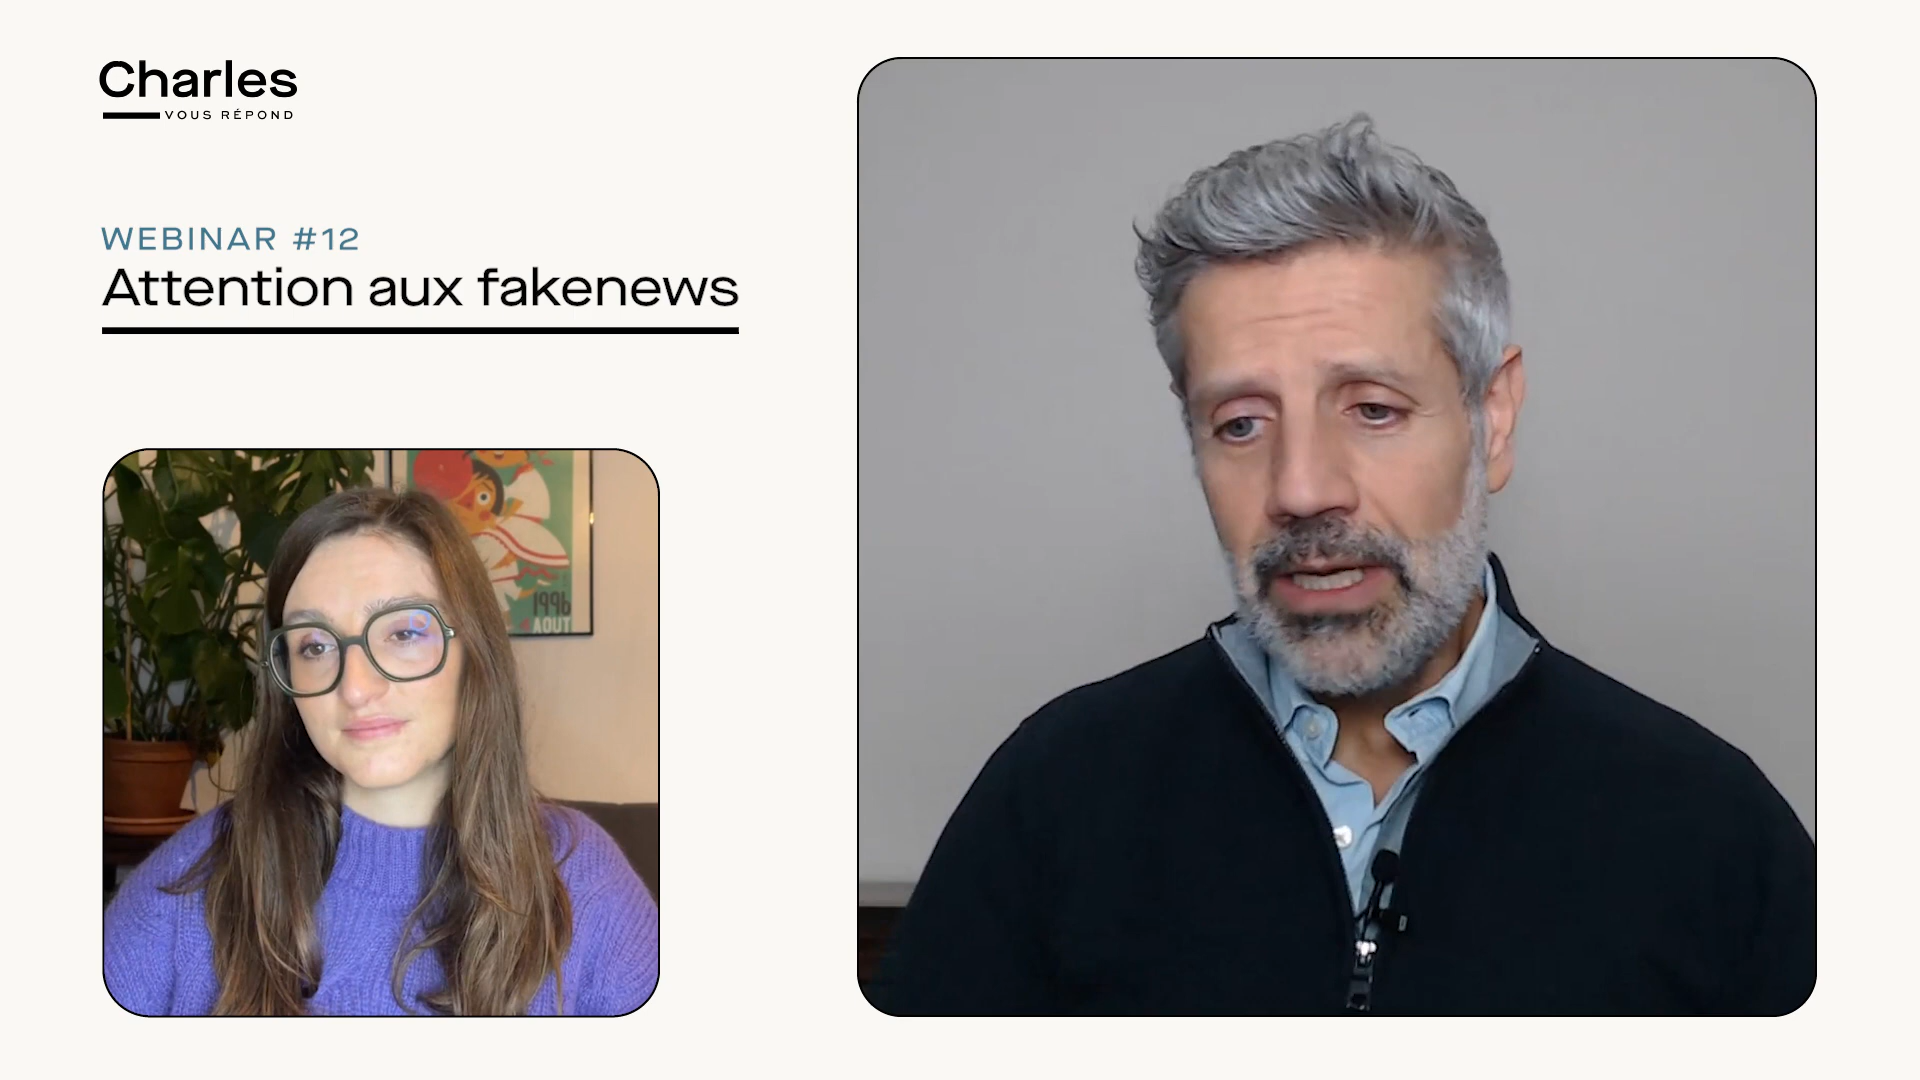 Charles
VOUS RÉPOND
WEBINAR #12
Attention aux fakenews
1996
AOUT